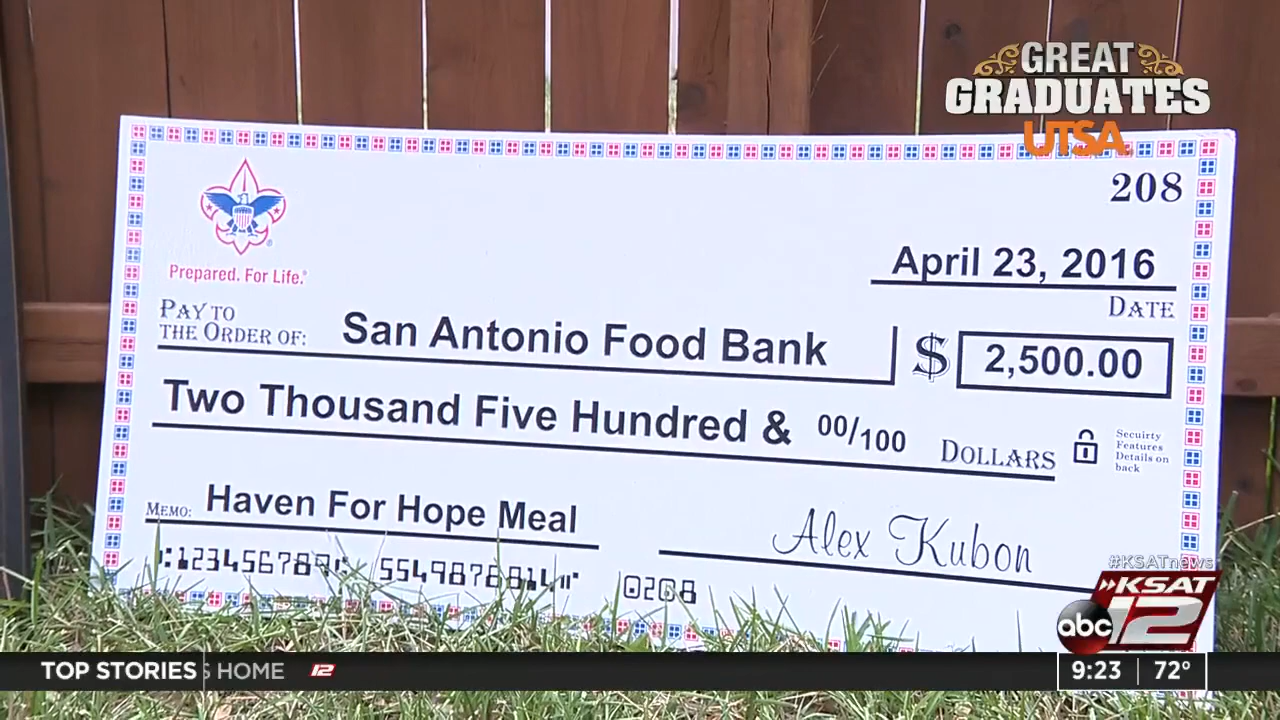 GREAT
GRADUATES
UTSA
208
Prepared. For Life.®
April 23, 2016
DATE
PAY TO
THE ORDER OF: San Antonio Food Bank $ 2,500.00
Two Thousand Five Hundred & 00/100 DOLLARS
Secuirty
Features
Details on
back
MEMO: Haven For Hope Meal
Alex Kubon
0208
#KSATnews
KSAT
abc 12
TOP STORIES S HOME 12
9:23 72°